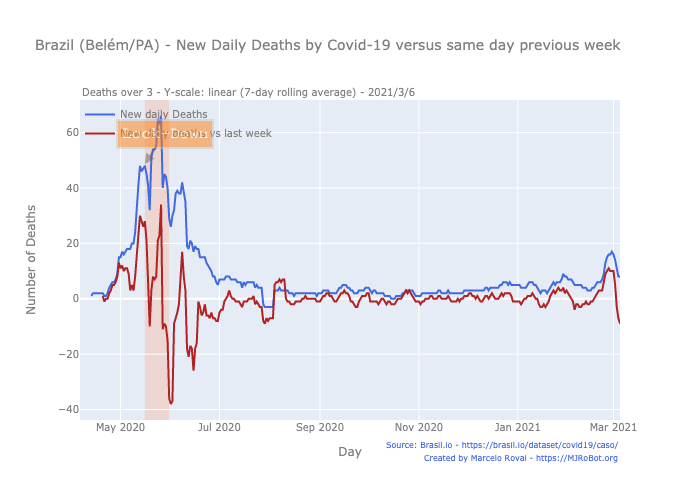 Brazil (Belém/PA) - New Daily Deaths by Covid-19 versus same day previous week
Deaths over 3 - Y-scale: linear (7-day rolling average) - 2021/3/6
New daily Deaths
vs last week
60
40
20
0
−20
−40
Number of Deaths
May 2020
Jul 2020
Sep 2020
Nov 2020
Jan 2021
Mar 2021
Day
Source: Brasil.io - https://brasil.io/dataset/covid19/caso/
Created by Marcelo Rovai - https://MJRoBot.org